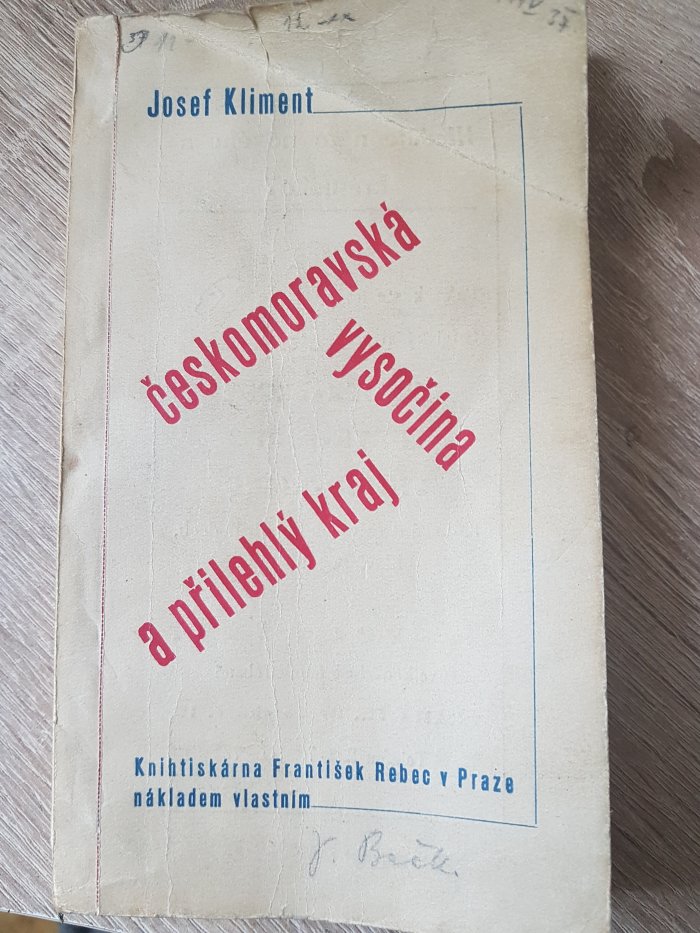 Josef Kliment
českomoravská
vysočina
a přilehlý kraj
Knihtiskárna František Rebec v Praze
nákladem vlastním